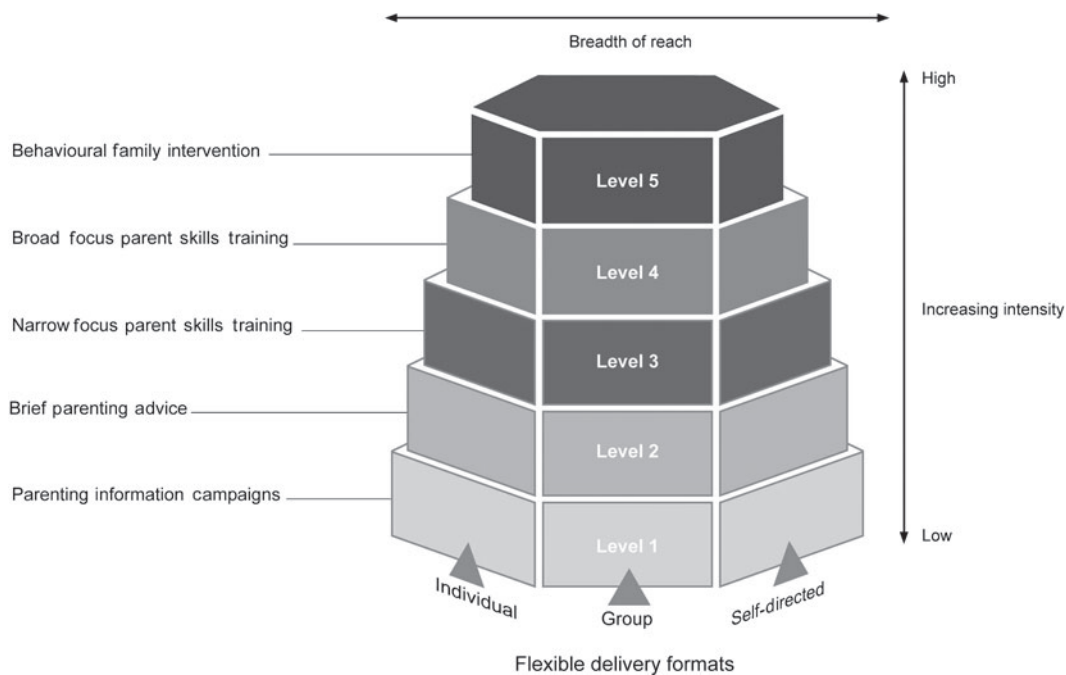 Breadth of reach
High
Behavioural family intervention
Level 5
Broad focus parent skills training
Level 4
Increasing intensity
Narrow focus parent skills training
Level 3
Brief parenting advice
Level 2
Parenting information campaigns
Level 1
Low
Individual
Group
Self-directed
Flexible delivery formats